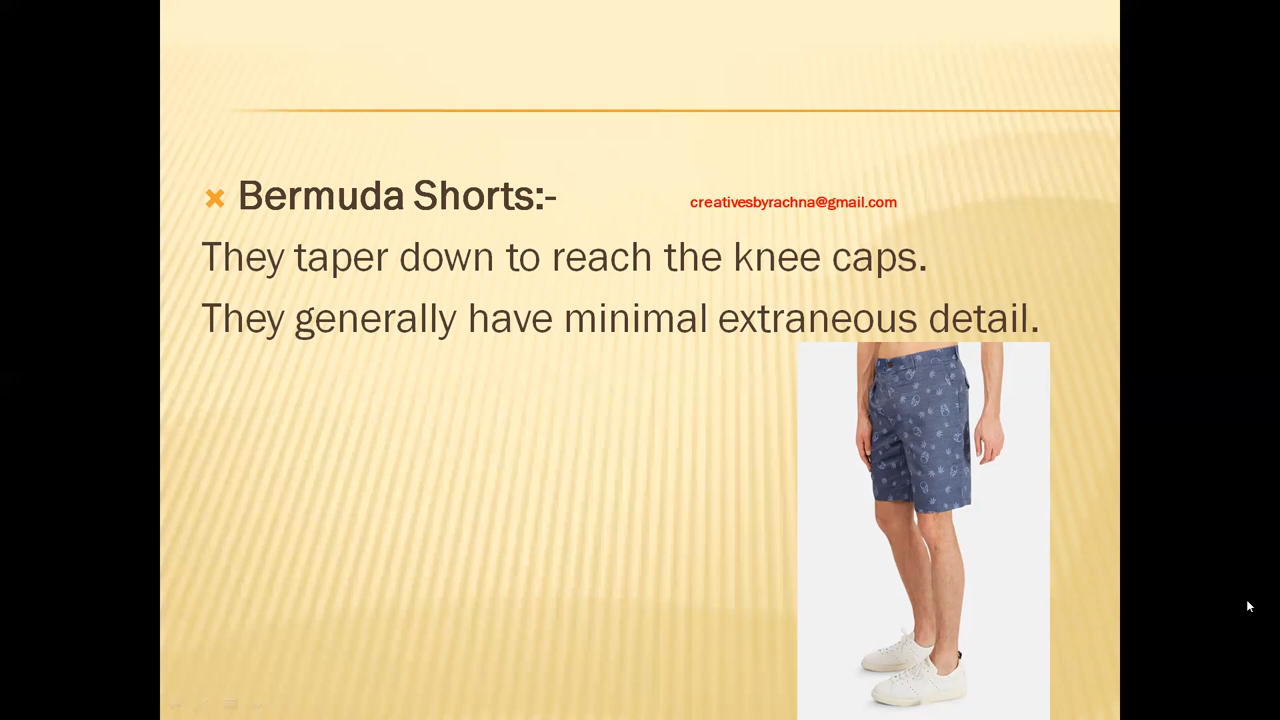 Bermuda Shorts:- creativesbyrachna@gmail.com
They taper down to reach the knee caps.
They generally have minimal extraneous detail.